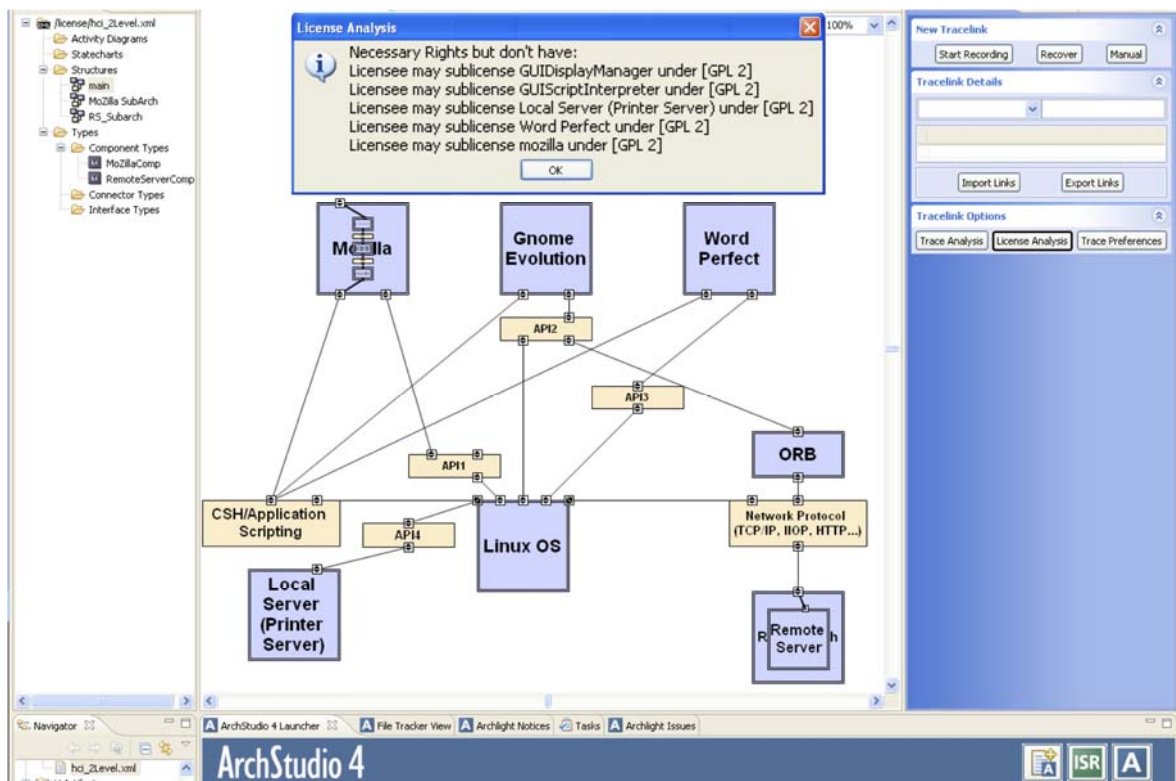 /license/hci_2Level.xml
Activity Diagrams
Statecharts
Structures
main
MoZilla SubArch
RS_Subarch
Types
Component Types
MoZillaComp
RemoteServerComp
Connector Types
Interface Types
License Analysis
Necessary Rights but don't have:
Licensee may sublicense GUIDisplayManager under [GPL 2]
Licensee may sublicense GUIScriptInterpreter under [GPL 2]
Licensee may sublicense Local Server (Printer Server) under [GPL 2]
Licensee may sublicense Word Perfect under [GPL 2]
Licensee may sublicense mozilla under [GPL 2]
OK
100%
New Tracelink
Start Recording
Recover
Manual
Tracelink Details
Import Links
Export Links
Tracelink Options
Trace Analysis
License Analysis
Trace Preferences
Mozilla
Gnome
Evolution
Word
Perfect
API2
API3
ORB
API1
CSH/Application
Scripting
API4
Linux OS
Network Protocol
(TCP/IP, IIOP, HTTP...)
Local
Server
(Printer
Server)
R
h
Remote
Server
Navigator
hci_2Level.xml
ArchStudio 4 Launcher
File Tracker View
Archlight Notices
Tasks
Archlight Issues
ArchStudio 4
A
ISR
A